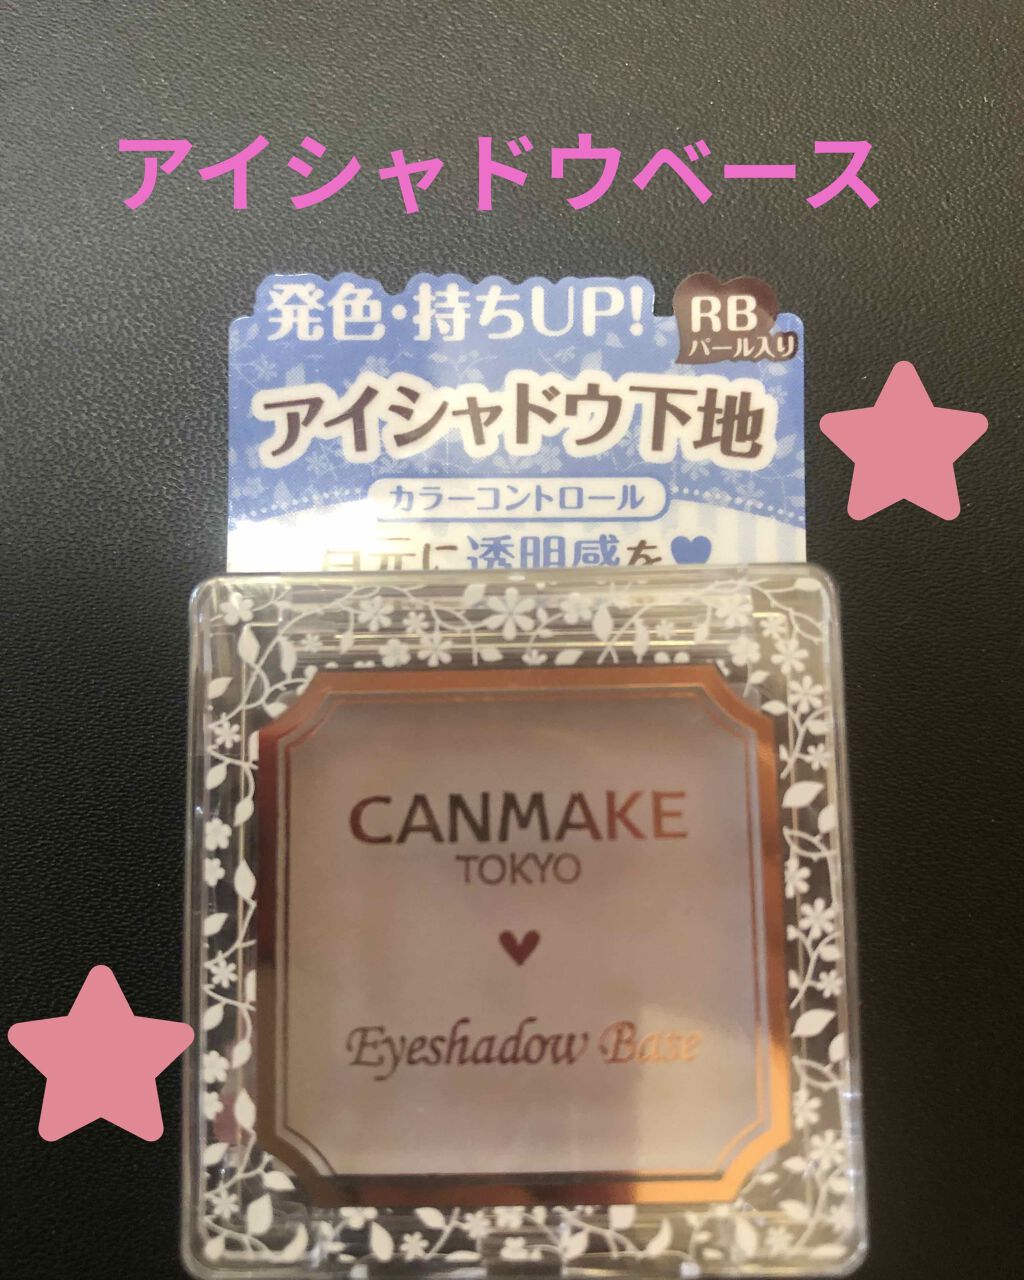 アイシャドウベース
発色・持ちUP!
RB
パール入り
アイシャドウ下地
カラーコントロール
目元に透明感を♥
CANMAKE
TOKYO
Eyeshadow Base